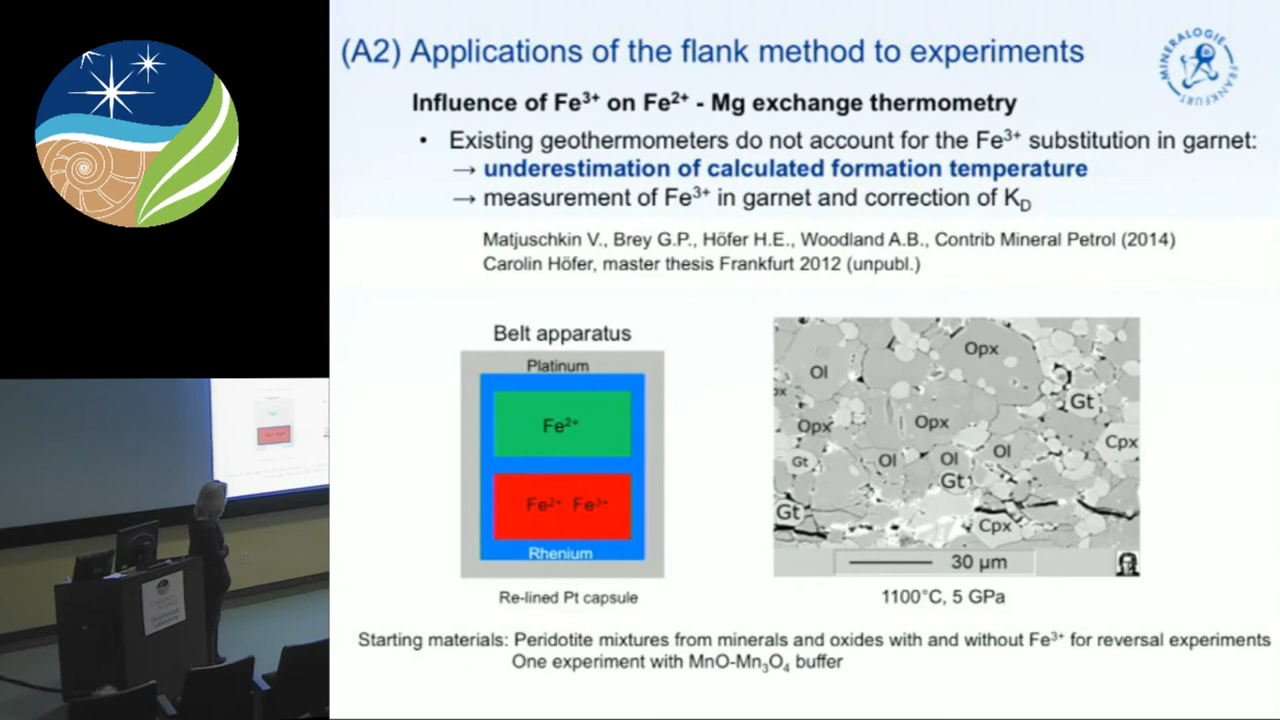 (A2) Applications of the flank method to experiments
MINERALOGIE FRANKFURT
Influence of Fe³⁺ on Fe²⁺ - Mg exchange thermometry
• Existing geothermometers do not account for the Fe³⁺ substitution in garnet:
→ underestimation of calculated formation temperature
→ measurement of Fe³⁺ in garnet and correction of K_D
Matjuschkin V., Brey G.P., Höfer H.E., Woodland A.B., Contrib Mineral Petrol (2014)
Carolin Höfer, master thesis Frankfurt 2012 (unpubl.)
Belt apparatus
Platinum
Fe²⁺
Fe²⁺ Fe³⁺
Rhenium
Re-lined Pt capsule
Opx
Ol
Gt
Opx
Opx
Cpx
Gt
Ol
Ol
Ol
Gt
Gt
Cpx
30 µm
1100°C, 5 GPa
Starting materials: Peridotite mixtures from minerals and oxides with and without Fe³⁺ for reversal experiments
One experiment with MnO-Mn₃O₄ buffer